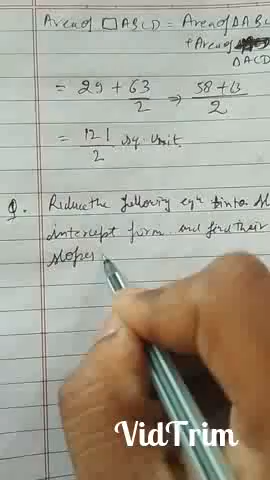 Area of □ABCD = Area of ΔABC
+ Area of
ΔACD
= 29 + 63/2 ⇒ 58 + 63/2
= 121/2 sq. unit.
Q. Reduce the following eqn into Sl
intercept form and find their
slopes
VidTrim